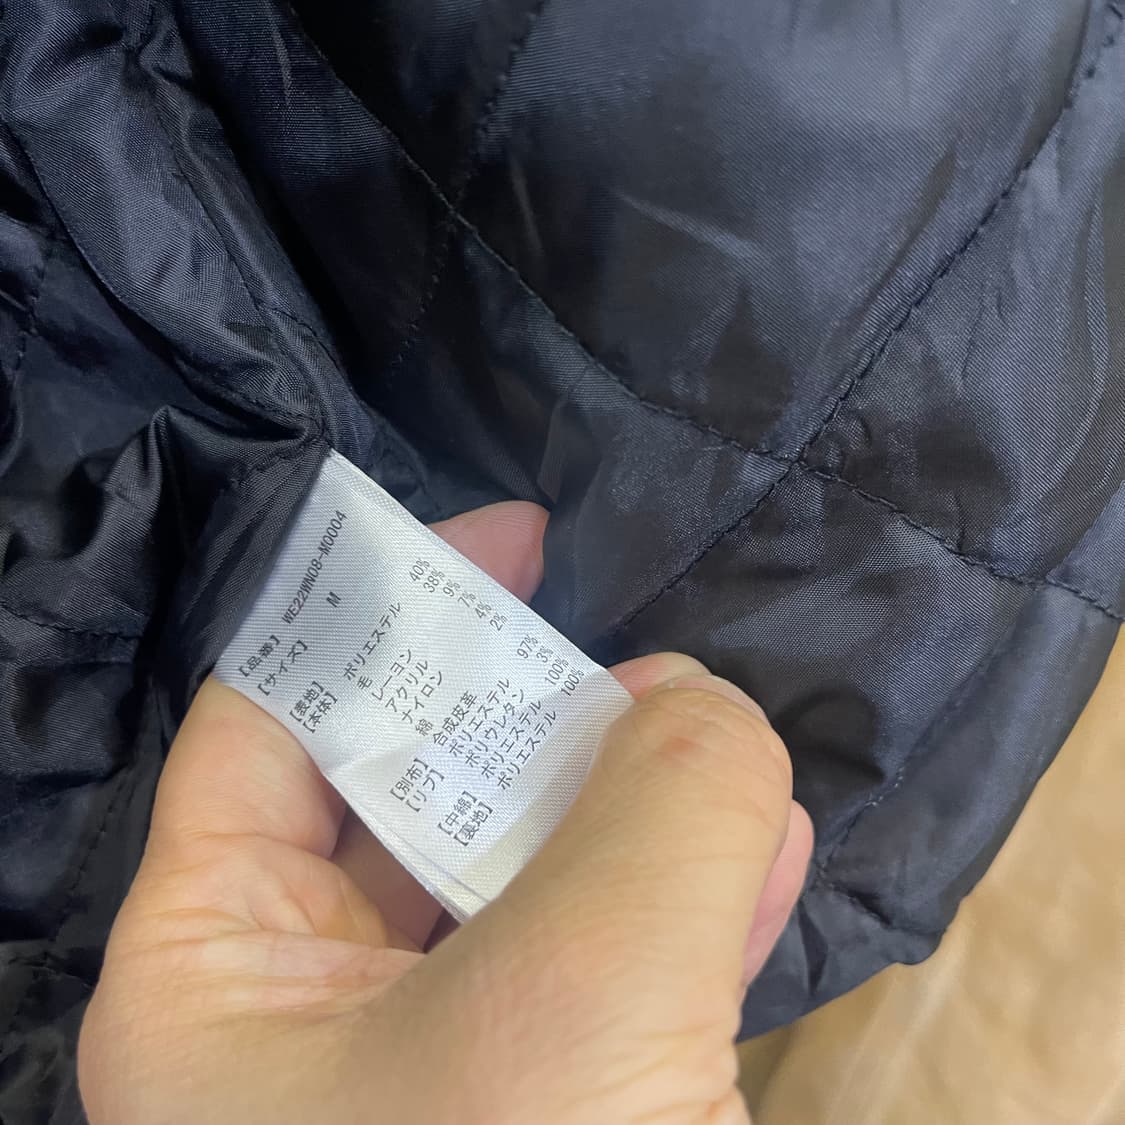 【品番】 WE22WN08-M0004
【サイズ】 M
【表地】
【本体】 ポリエステル 40%
毛 38%
レーヨン 9%
アクリル 7%
ナイロン 4%
綿 2%
【別布】 合成皮革
【リブ】 ポリエステル 97%
ポリウレタン 3%
【中綿】 ポリエステル 100%
【裏地】 ポリエステル 100%